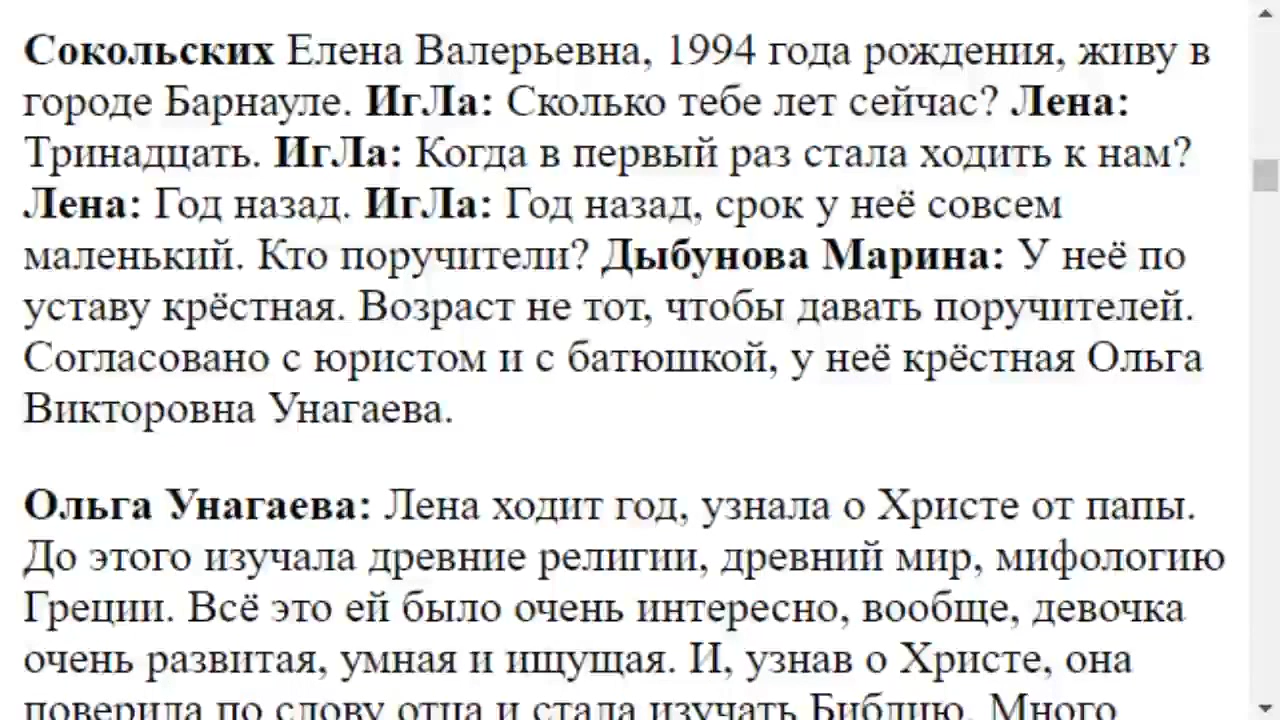 Сокольских Елена Валерьевна, 1994 года рождения, живу в
городе Барнауле. ИгЛа: Сколько тебе лет сейчас? Лена:
Тринадцать. ИгЛа: Когда в первый раз стала ходить к нам?
Лена: Год назад. ИгЛа: Год назад, срок у неё совсем
маленький. Кто поручители? Дыбунова Марина: У неё по
уставу крёстная. Возраст не тот, чтобы давать поручителей.
Согласовано с юристом и с батюшкой, у неё крёстная Ольга
Викторовна Унагаева.
Ольга Унагаева: Лена ходит год, узнала о Христе от папы.
До этого изучала древние религии, древний мир, мифологию
Греции. Всё это ей было очень интересно, вообще, девочка
очень развитая, умная и ищущая. И, узнав о Христе, она
поверила по слову отца и стала изучать Библию. Много